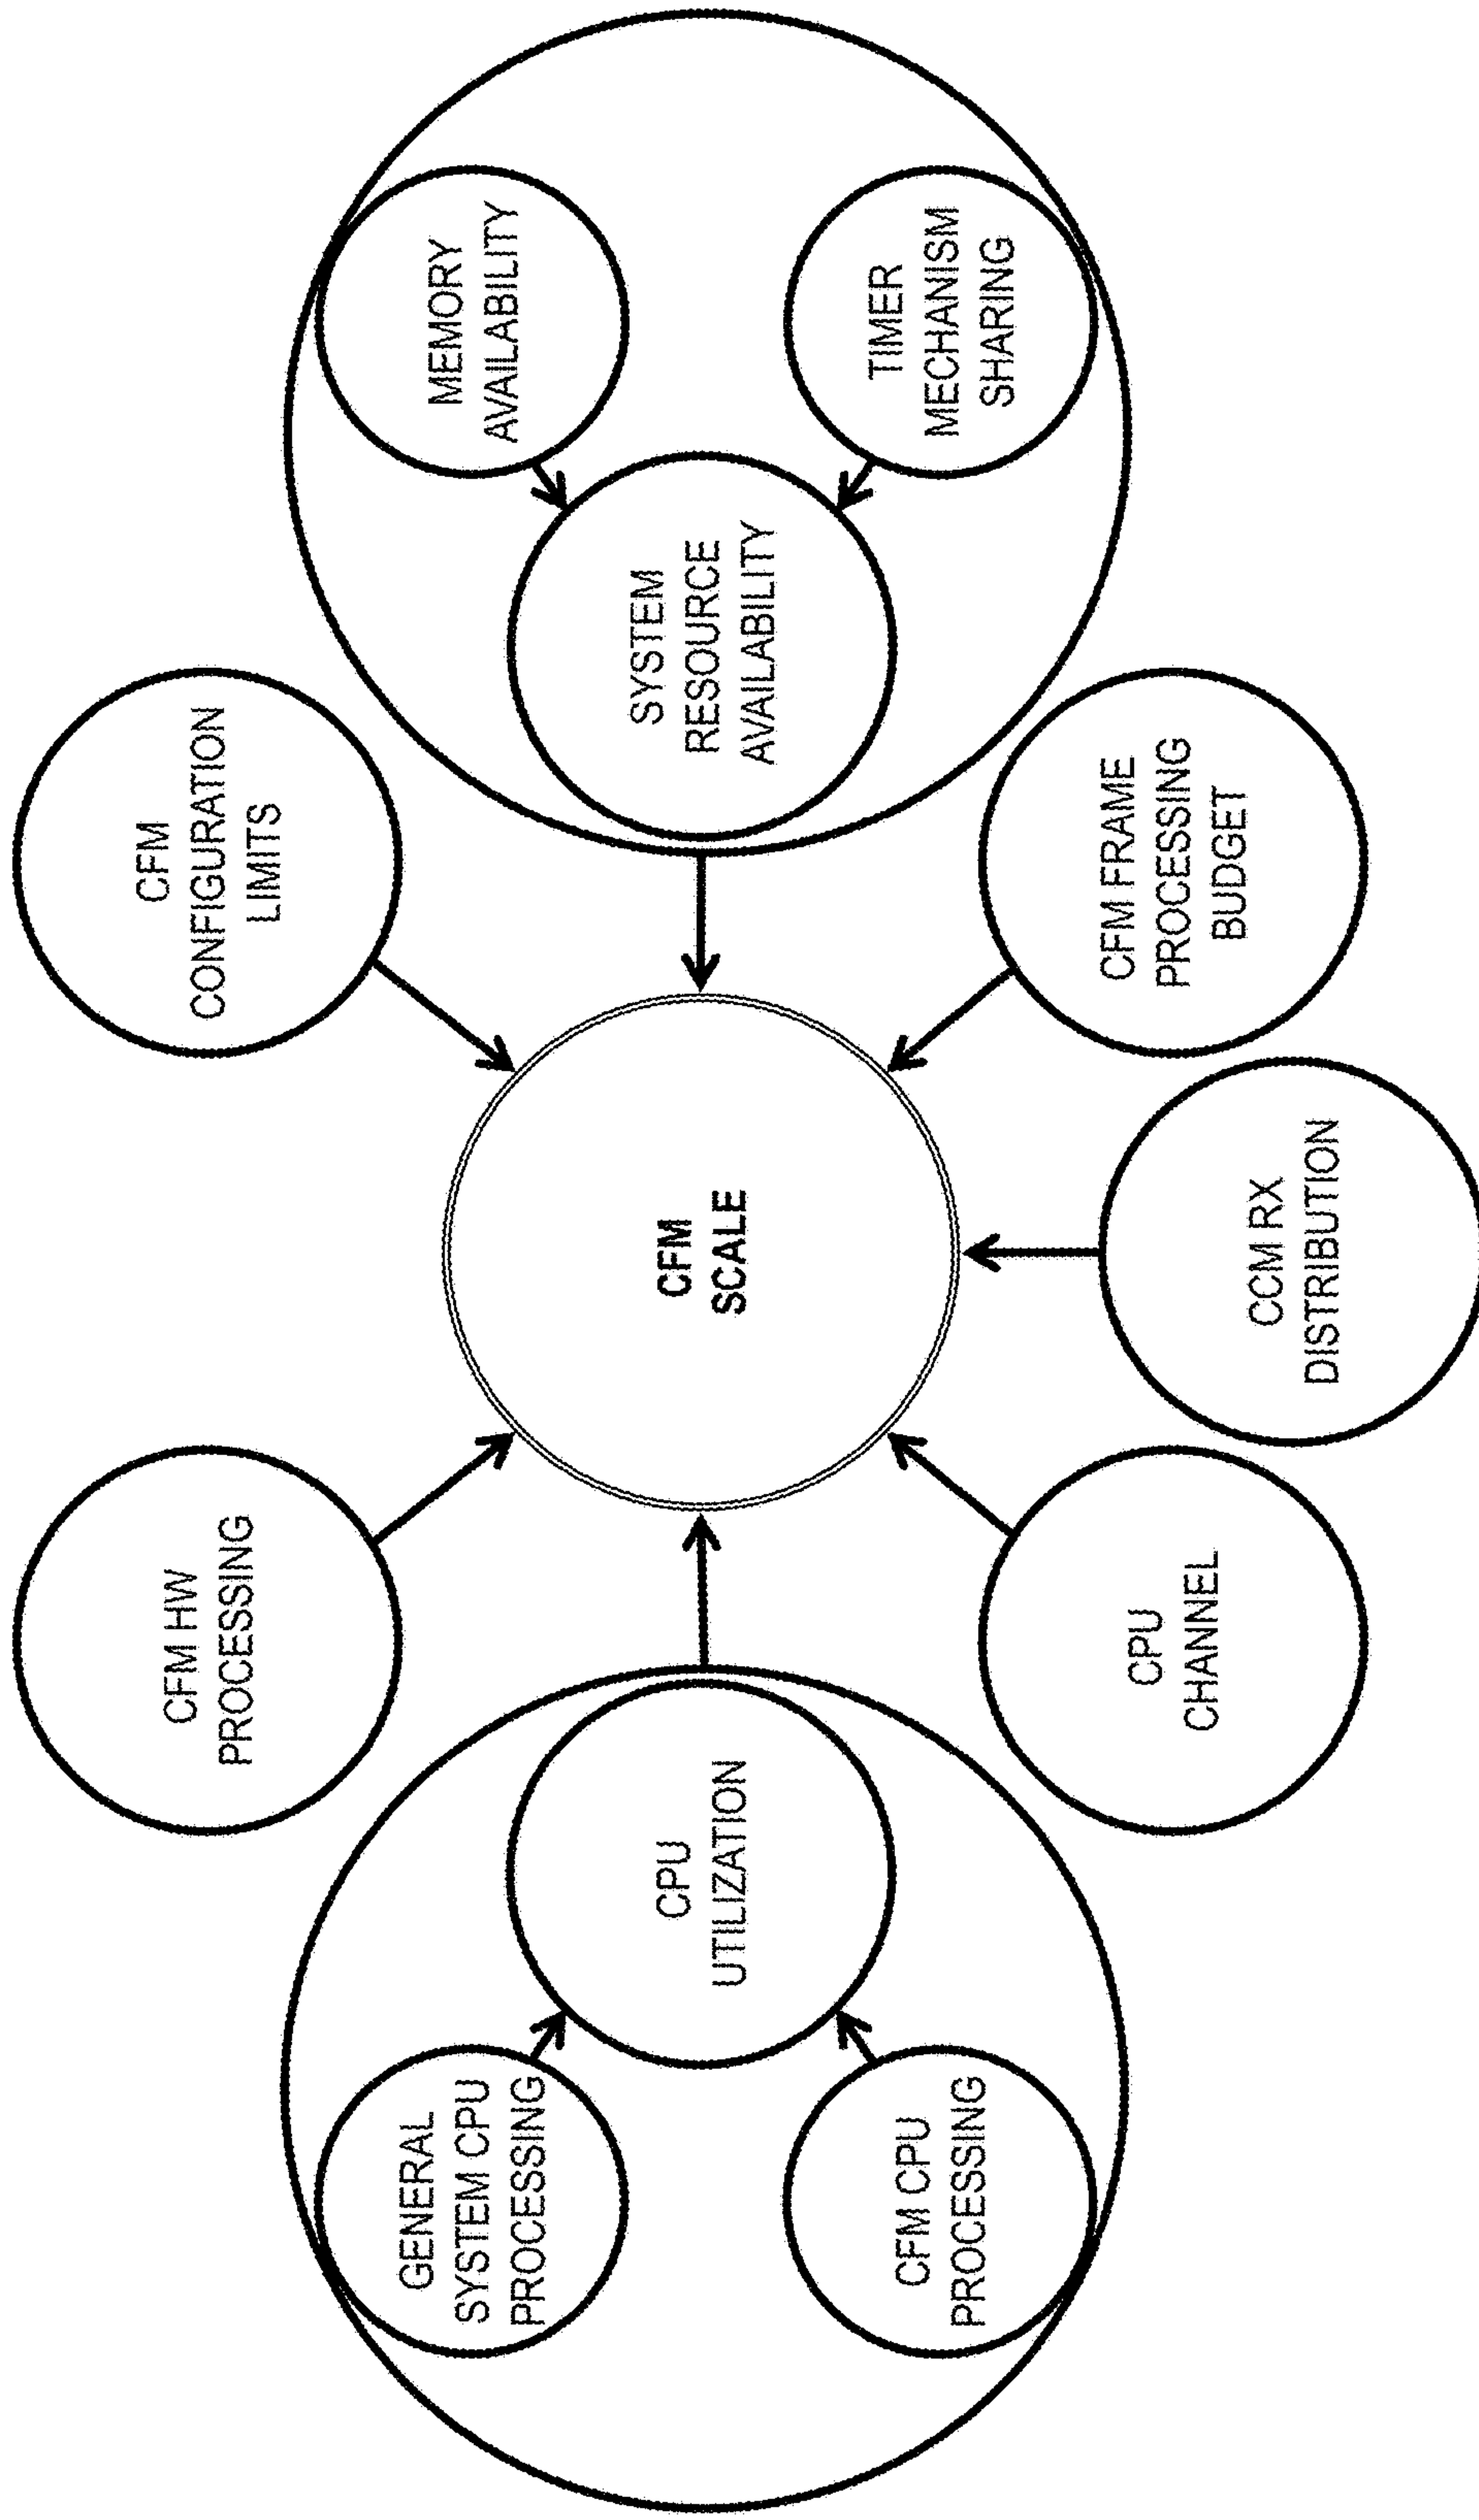 CFM HW
PROCESSING
CFM
CONFIGURATION
LIMITS
GENERAL
SYSTEM CPU
PROCESSING
CPU
UTILIZATION
CFM CPU
PROCESSING
CFM
SCALE
SYSTEM
RESOURCE
AVAILABILITY
MEMORY
AVAILABILITY
TIMER
MECHANISM
SHARING
CPU
CHANNEL
CCM RX
DISTRIBUTION
CFM FRAME
PROCESSING
BUDGET